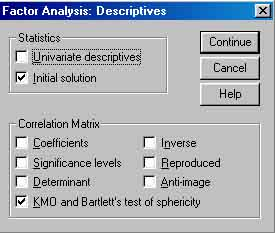 Factor Analysis: Descriptives
Statistics
Univariate descriptives
Initial solution
Continue
Cancel
Help
Correlation Matrix
Coefficients
Inverse
Significance levels
Reproduced
Determinant
Anti-image
KMO and Bartlett's test of sphericity